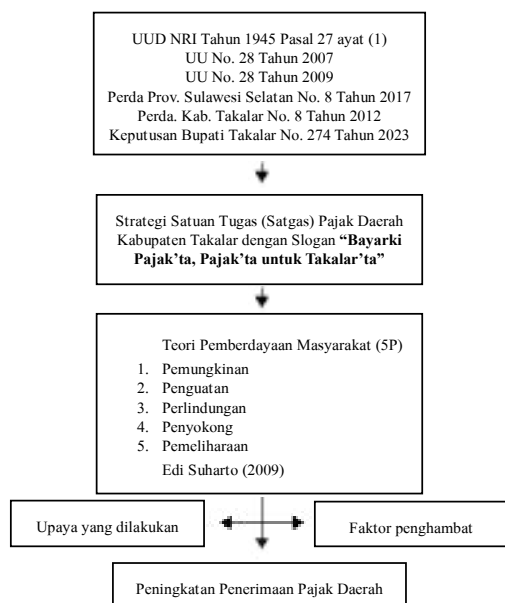 UUD NRI Tahun 1945 Pasal 27 ayat (1)
UU No. 28 Tahun 2007
UU No. 28 Tahun 2009
Perda Prov. Sulawesi Selatan No. 8 Tahun 2017
Perda. Kab. Takalar No. 8 Tahun 2012
Keputusan Bupati Takalar No. 274 Tahun 2023
Strategi Satuan Tugas (Satgas) Pajak Daerah
Kabupaten Takalar dengan Slogan “Bayarki
Pajak’ta, Pajak’ta untuk Takalar’ta”
Teori Pemberdayaan Masyarakat (5P)
1. Pemungkinan
2. Penguatan
3. Perlindungan
4. Penyokong
5. Pemeliharaan
Edi Suharto (2009)
Upaya yang dilakukan
Faktor penghambat
Peningkatan Penerimaan Pajak Daerah